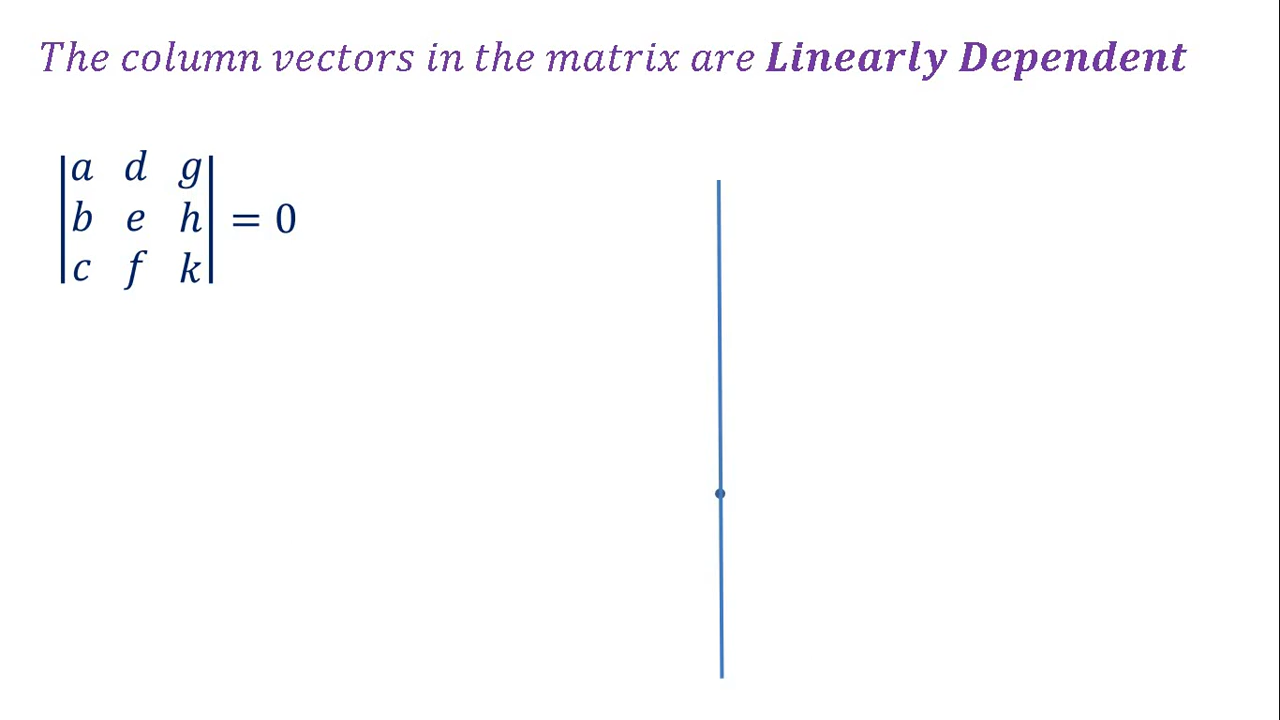 The column vectors in the matrix are Linearly Dependent
|a d g|
|b e h| = 0
|c f k|